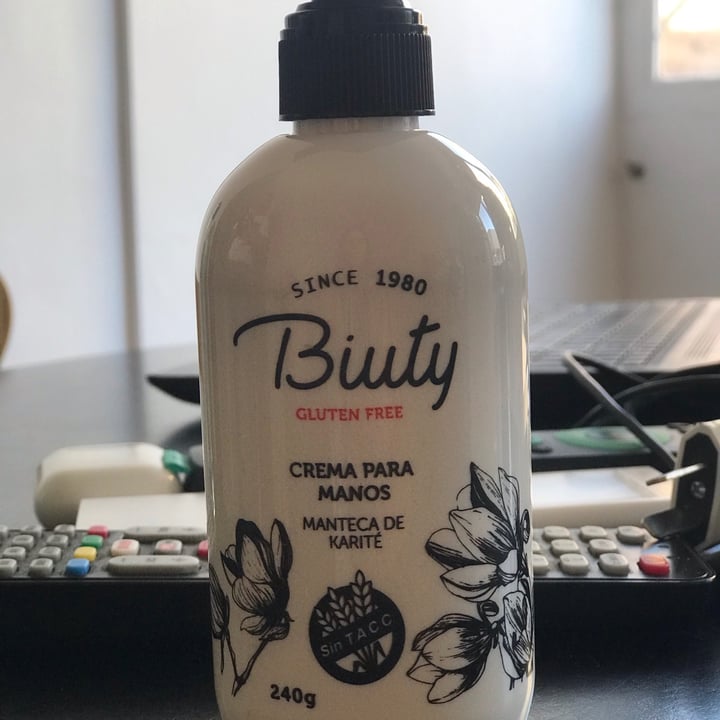 SINCE 1980
Biuty
GLUTEN FREE
CREMA PARA
MANOS
MANTECA DE
KARITÉ
Sin T.A.C.C
240g